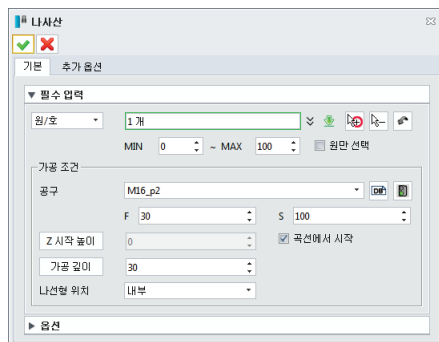 나사산
기본 추가 옵션
▼ 필수 입력
원/호 1 개
MIN 0 ~ MAX 100 원만 선택
가공 조건
공구 M16_p2
F 30 S 100
Z 시작 높이 0 곡선에서 시작
가공 깊이 30
나선형 위치 내부
▶ 옵션